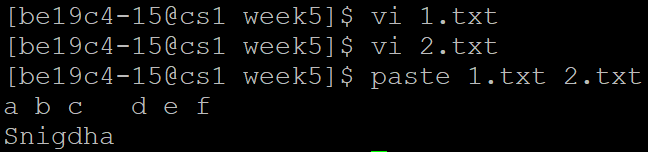 [be19c4-15@cs1 week5]$ vi 1.txt
[be19c4-15@cs1 week5]$ vi 2.txt
[be19c4-15@cs1 week5]$ paste 1.txt 2.txt
a b c   d e f
Snigdha